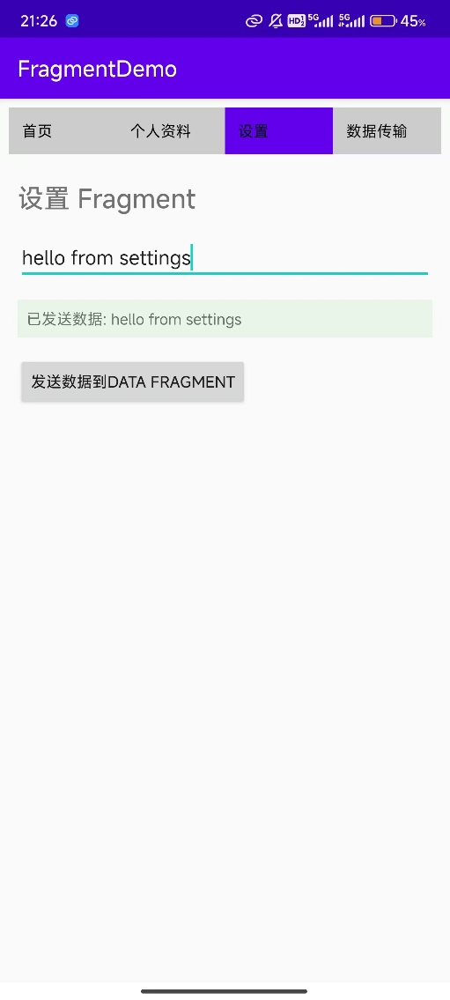 21:26 HD 5G 5G 45%
FragmentDemo
首页 个人资料 设置 数据传输
设置 Fragment
hello from settings
已发送数据: hello from settings
发送数据到DATA FRAGMENT